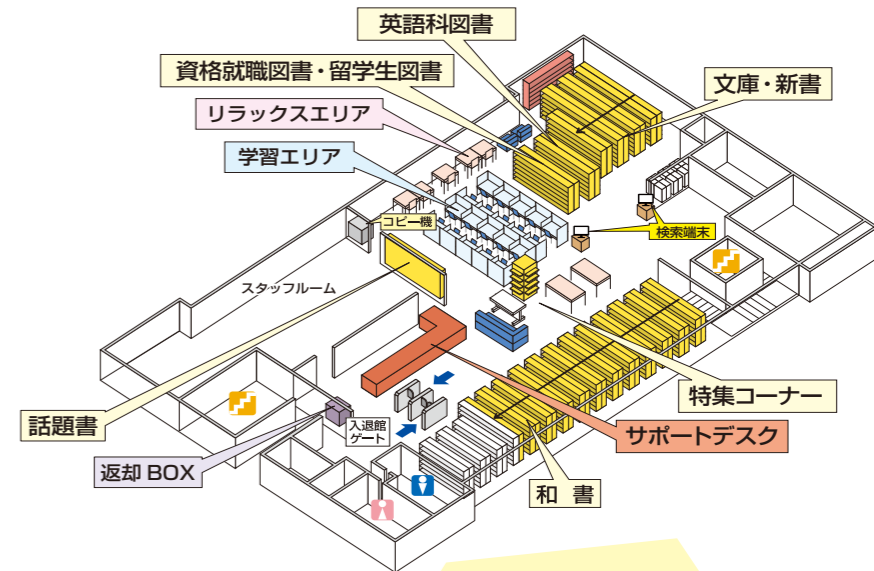 英語科図書
資格就職図書・留学生図書
文庫・新書
リラックスエリア
学習エリア
コピー機
検索端末
スタッフルーム
特集コーナー
話題書
入退館
ゲート
サポートデスク
返却 BOX
和 書